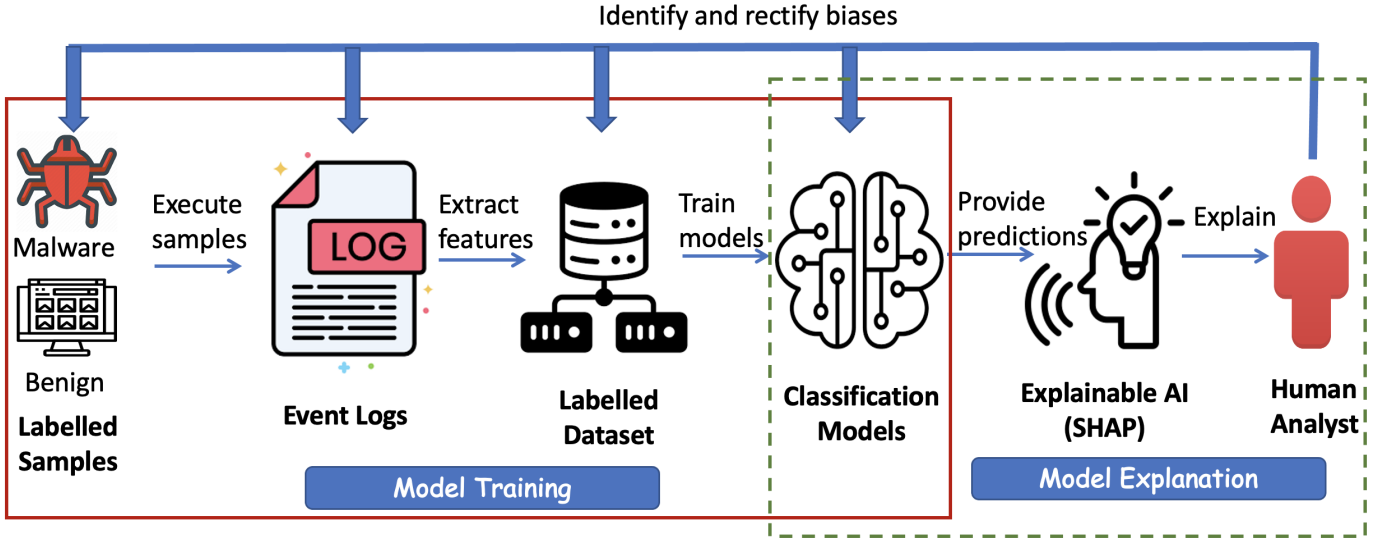 Identify and rectify biases
Malware
Benign
Labelled
Samples
Execute
samples
LOG
Event Logs
Extract
features
Labelled
Dataset
Train
models
Classification
Models
Provide
predictions
Explainable AI
(SHAP)
Explain
Human
Analyst
Model Training
Model Explanation